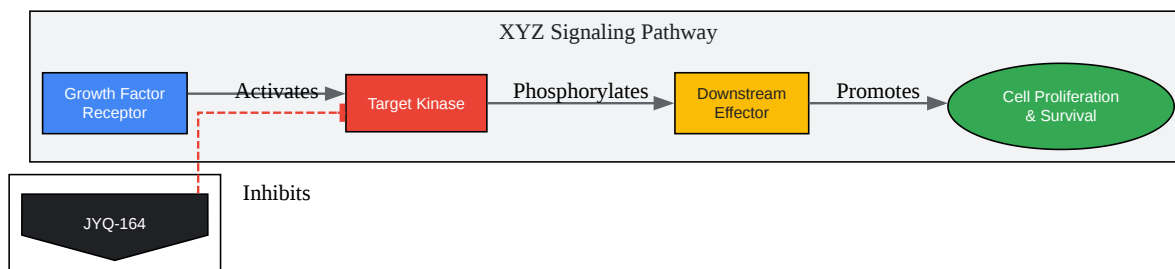 XYZ Signaling Pathway
Growth Factor
Receptor
Activates
Target Kinase
Phosphorylates
Downstream
Effector
Promotes
Cell Proliferation
& Survival
Inhibits
JYQ-164